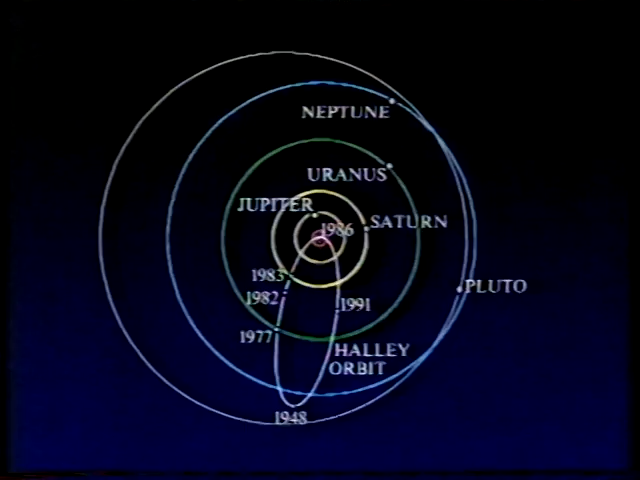 NEPTUNE
URANUS
JUPITER
SATURN
1986
1983
PLUTO
1982
1991
1977
HALLEY
ORBIT
1948